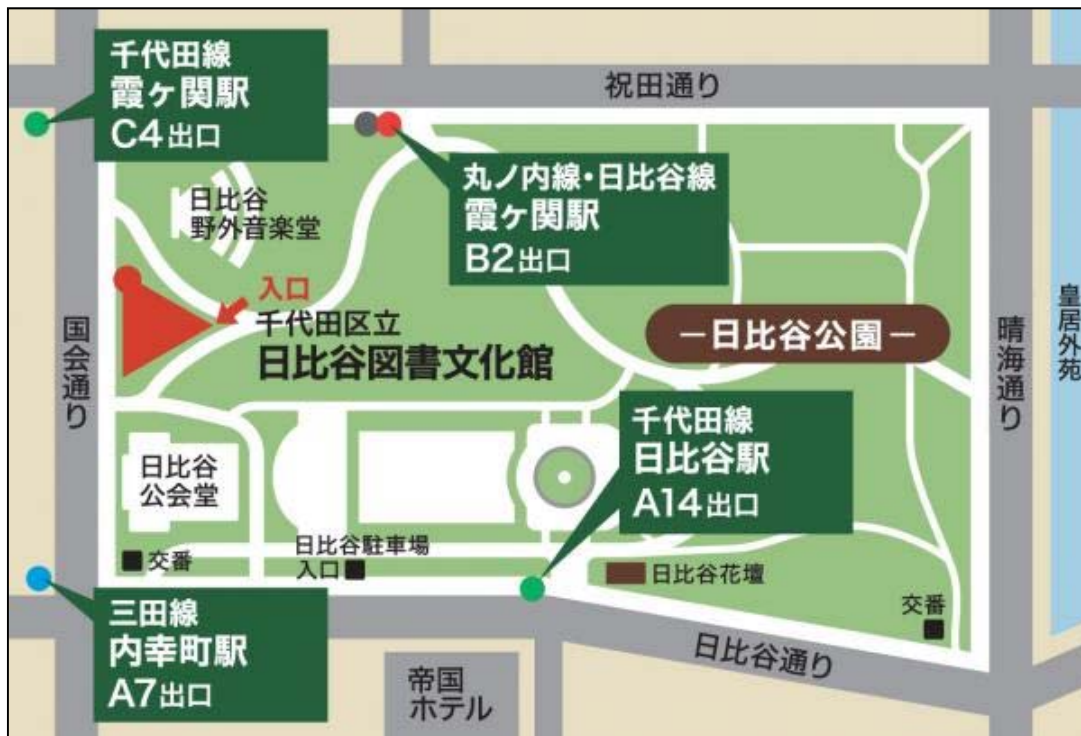 千代田線
霞ヶ関駅
C4出口
祝田通り
丸ノ内線・日比谷線
霞ヶ関駅
B2出口
日比谷
野外音楽堂
入口
千代田区立
日比谷図書文化館
国会通り
－日比谷公園－
晴海通り
皇居外苑
千代田線
日比谷駅
A14出口
日比谷
公会堂
交番
日比谷駐車場
入口
日比谷花壇
交番
三田線
内幸町駅
A7出口
帝国
ホテル
日比谷通り